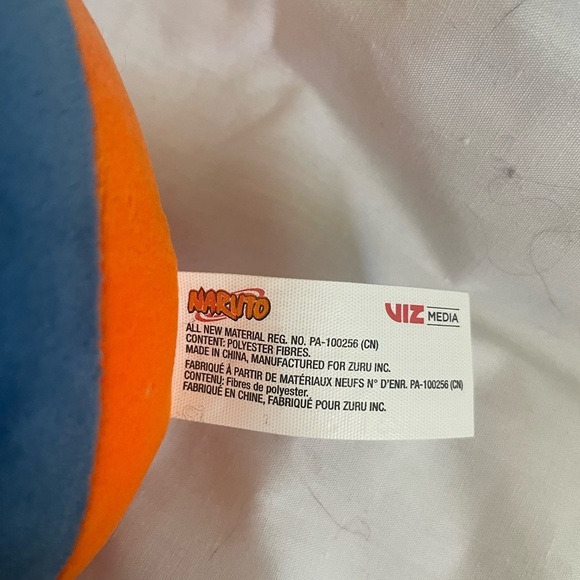 NARUTO
VIZ MEDIA
ALL NEW MATERIAL REG. NO. PA-100256 (CN)
CONTENT: POLYESTER FIBRES.
MADE IN CHINA, MANUFACTURED FOR ZURU INC.
FABRIQUÉ À PARTIR DE MATÉRIAUX NEUFS N° D'ENR. PA-100256 (CN)
CONTENU: Fibres de polyester.
FABRIQUÉ EN CHINE, FABRIQUÉ POUR ZURU INC.